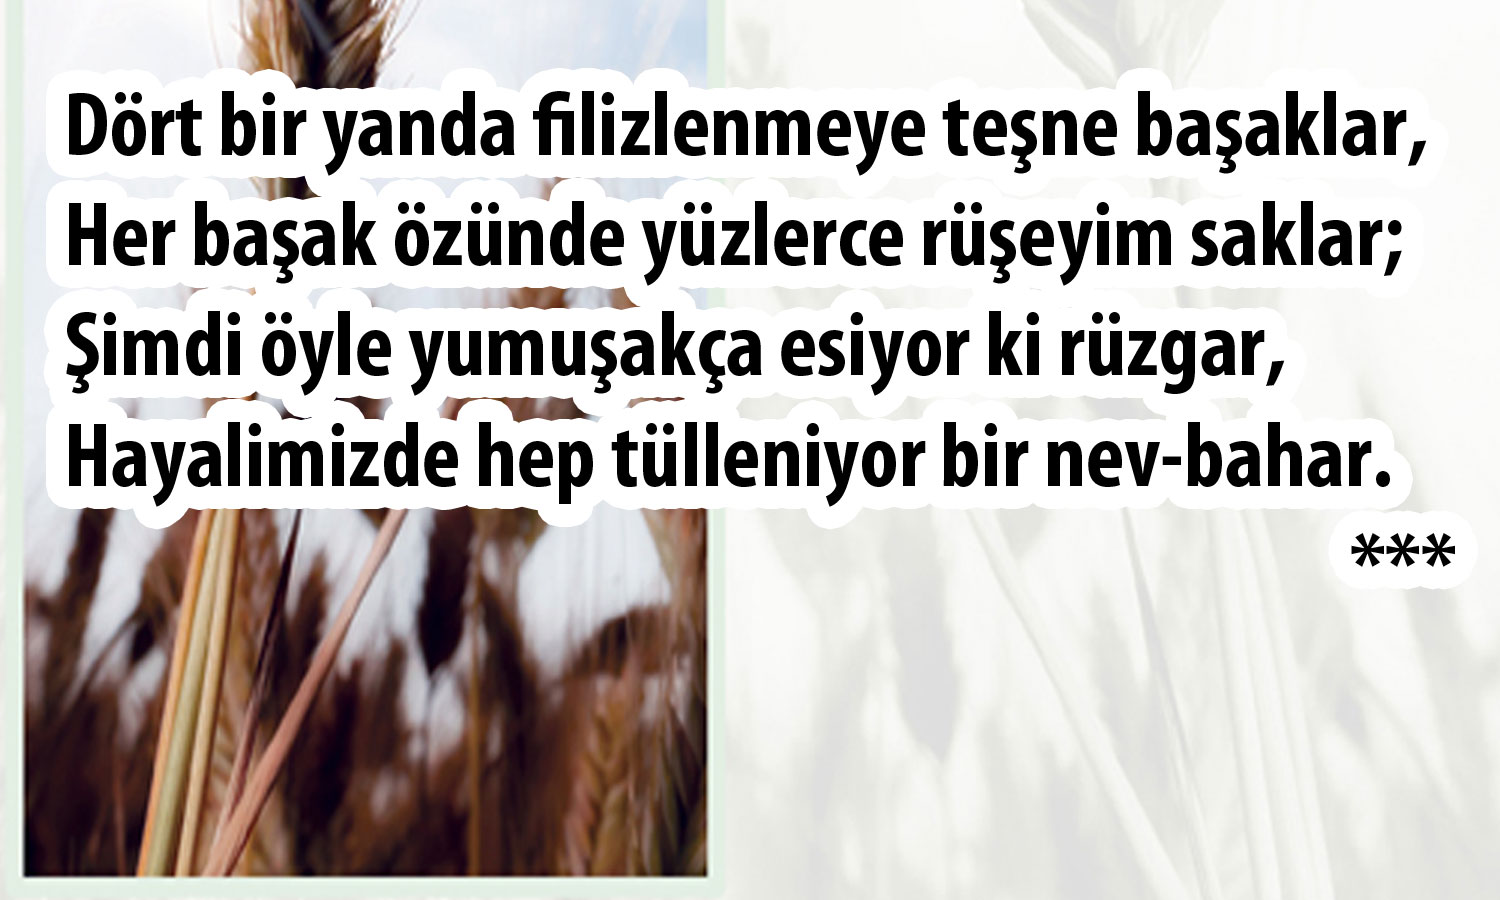 Dört bir yanda filizlenmeye teşne başaklar,
Her başak özünde yüzlerce rüşeyim saklar;
Şimdi öyle yumuşakça esiyor ki rüzgar,
Hayalimizde hep tülleniyor bir nev-bahar.
***